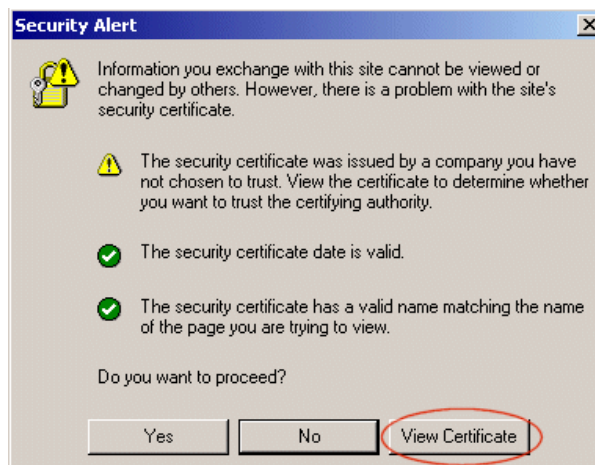 Security Alert
Information you exchange with this site cannot be viewed or
changed by others. However, there is a problem with the site's
security certificate.
The security certificate was issued by a company you have
not chosen to trust. View the certificate to determine whether
you want to trust the certifying authority.
The security certificate date is valid.
The security certificate has a valid name matching the name
of the page you are trying to view.
Do you want to proceed?
Yes No View Certificate